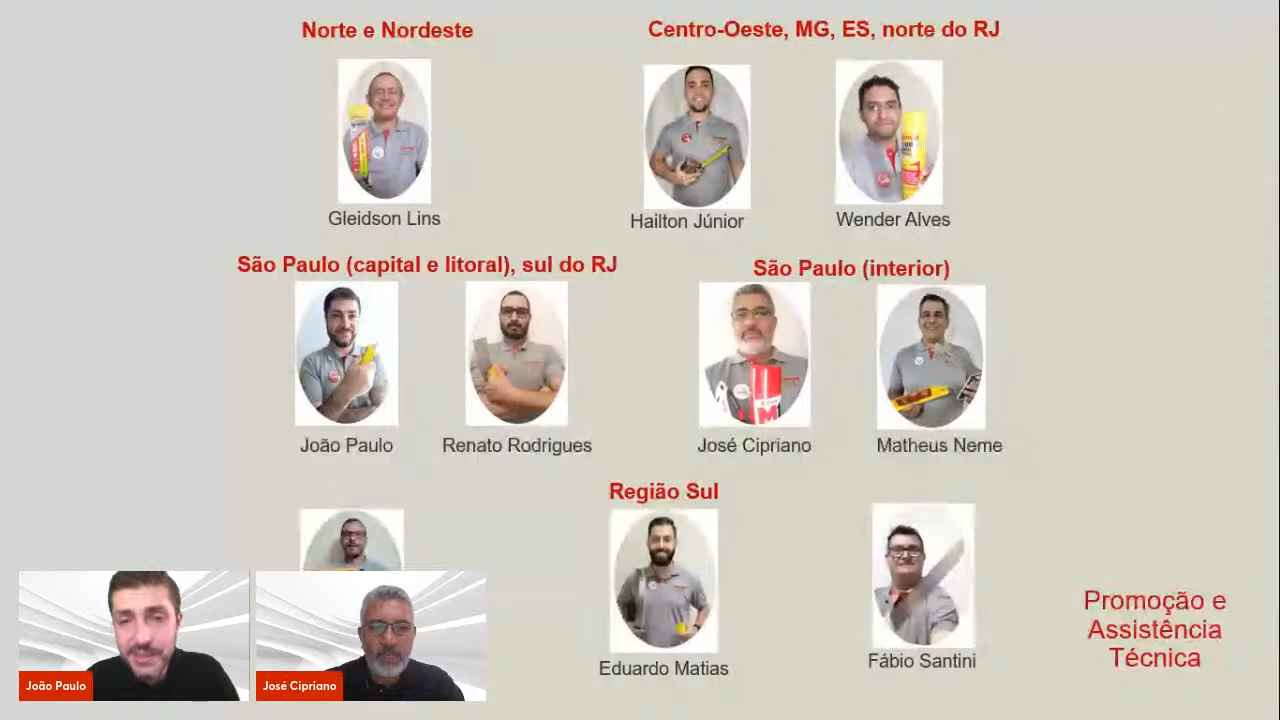 Norte e Nordeste
Centro-Oeste, MG, ES, norte do RJ
Gleidson Lins
Hailton Júnior
Wender Alves
São Paulo (capital e litoral), sul do RJ
São Paulo (interior)
João Paulo
Renato Rodrigues
José Cipriano
Matheus Neme
Região Sul
Eduardo Matias
Fábio Santini
Promoção e
Assistência
Técnica
João Paulo
José Cipriano